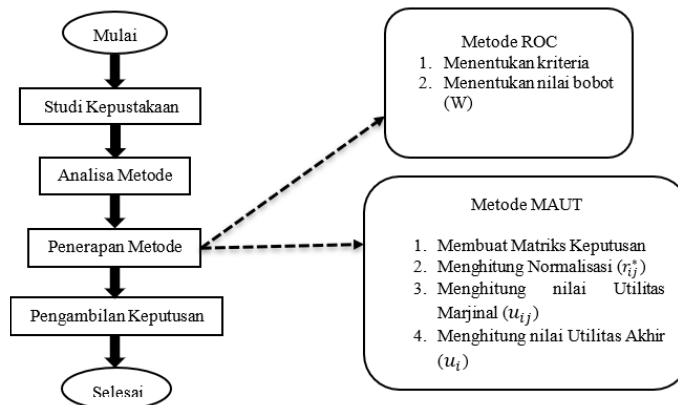 Mulai
Studi Kepustakaan
Analisa Metode
Penerapan Metode
Pengambilan Keputusan
Selesai
Metode ROC
1. Menentukan kriteria
2. Menentukan nilai bobot
(W)
Metode MAUT
1. Membuat Matriks Keputusan
2. Menghitung Normalisasi (r*ij)
3. Menghitung nilai Utilitas
Marjinal (uij)
4. Menghitung nilai Utilitas Akhir
(ui)